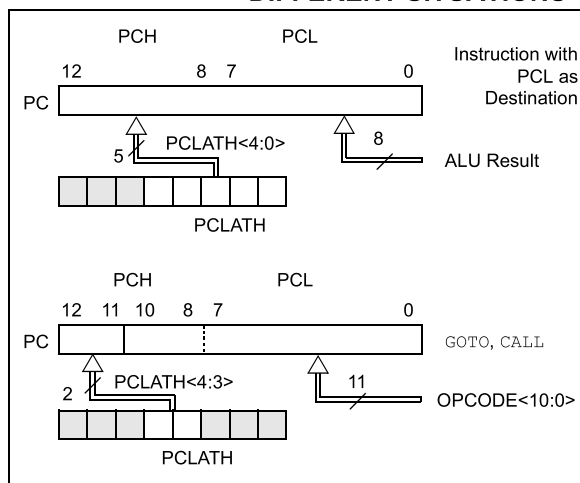 PCH PCL
12 8 7 0
Instruction with
PCL as
Destination
PC
5 PCLATH<4:0>
8
ALU Result
PCLATH
PCH PCL
12 11 10 8 7 0
PC
GOTO, CALL
2 PCLATH<4:3>
11
OPCODE<10:0>
PCLATH